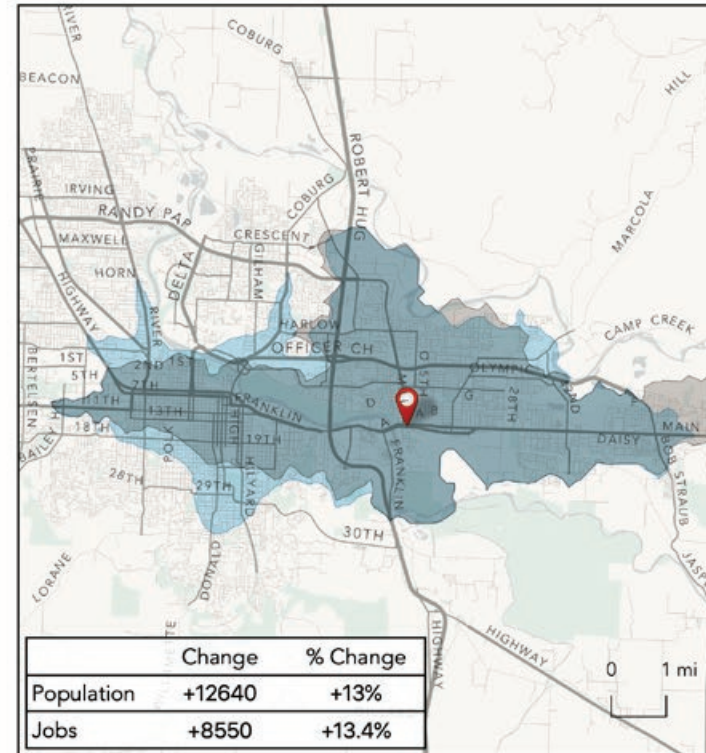 RIVER
COBURG
BEACON
HILL
PRAIRIE
ROBERT HUG
IRVING
RANDY PAP
COBURG
MARCOLA
MAXWELL
CRESCENT
DELTA
GILHAM
HORN
HIGHWAY
RIVER
HARLOW
CAMP CREEK
BERTELSEN
1ST
2ND
1ST
OFFICER CH
5TH
OLYMPIC
7TH
28TH
11TH
FRANKLIN
G
D
13TH
MAIN
18TH
HIGH
19TH
DAISY
BAILEY H
POLK
HILYARD
FRANKLIN
BOB STRAUB
28TH
29TH
30TH
DONALD
LORANE
HIGHWAY
HIGHWAY
Change % Change
Population +12640 +13%
Jobs +8550 +13.4%
0 1 mi